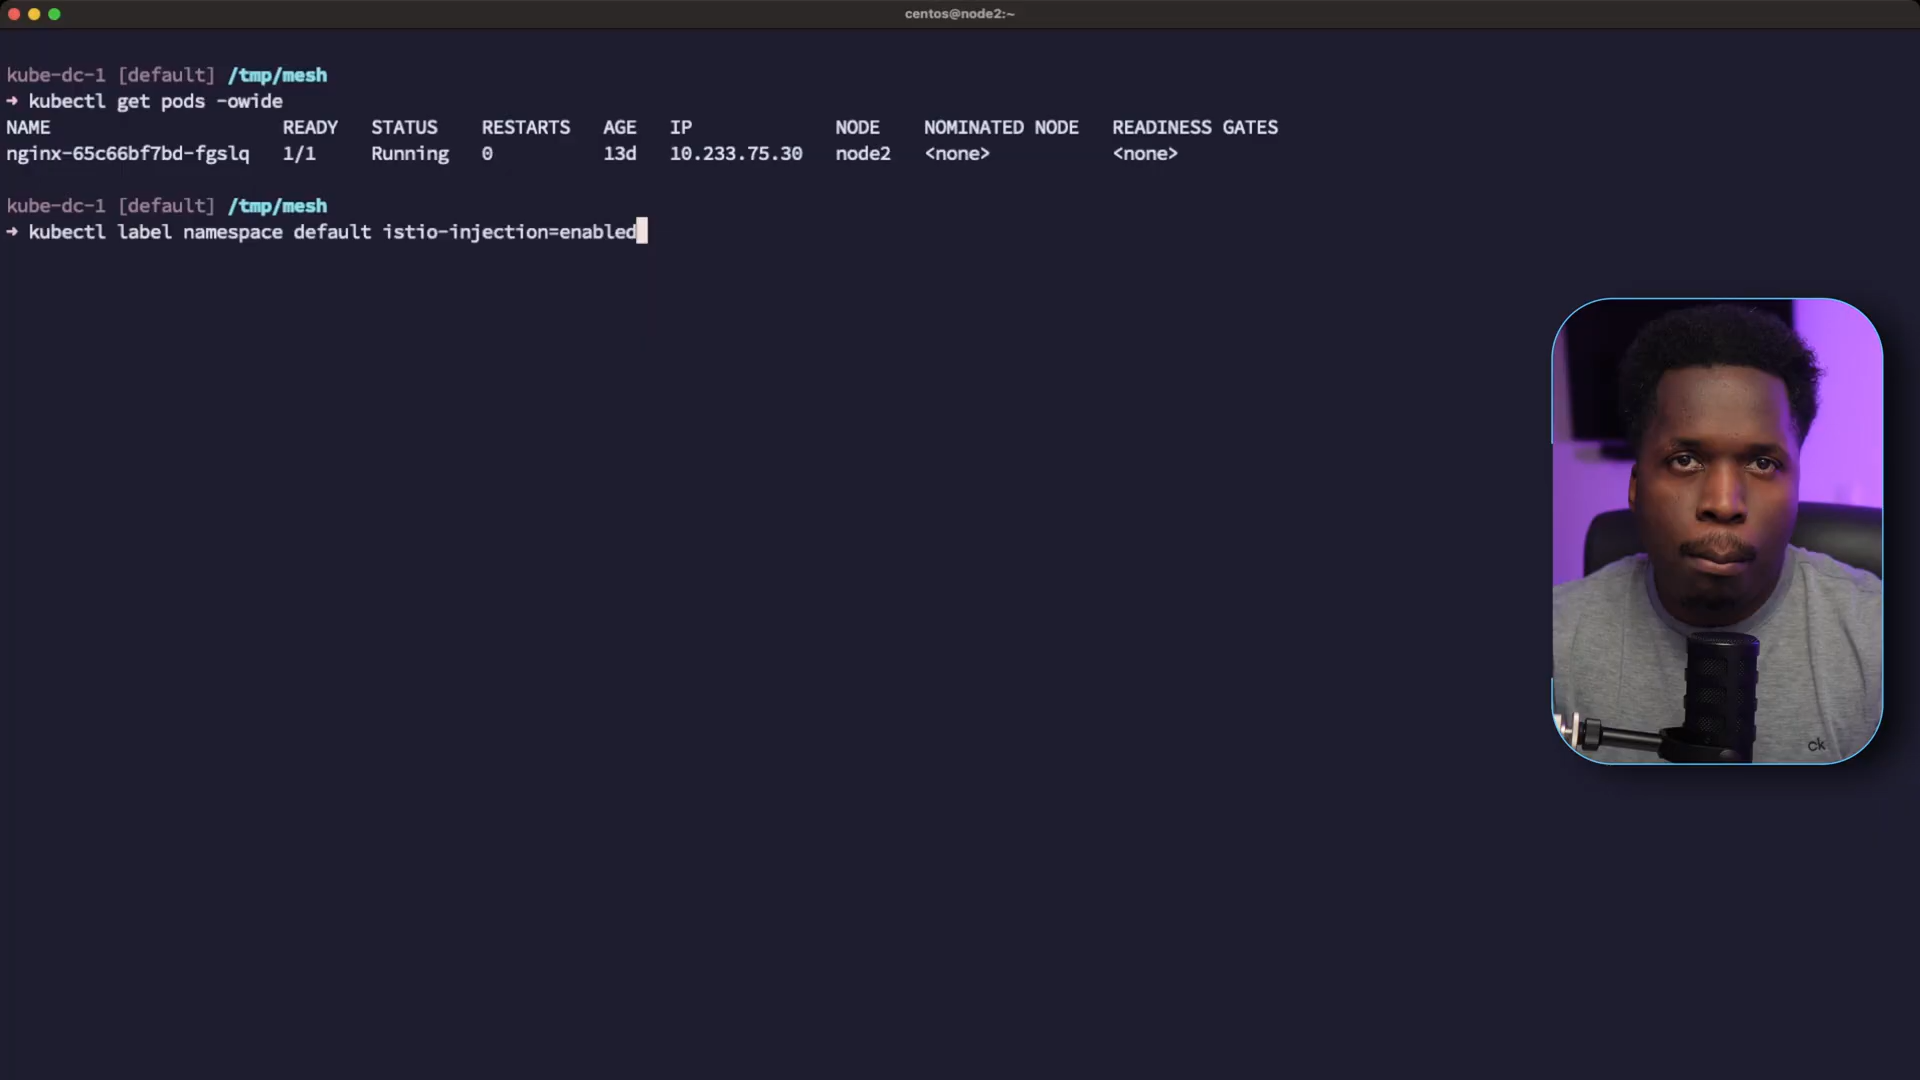 centos@node2:~
kube-dc-1 [default] /tmp/mesh
➜ kubectl get pods -owide
NAME READY STATUS RESTARTS AGE IP NODE NOMINATED NODE READINESS GATES
nginx-65c66bf7bd-fgslq 1/1 Running 0 13d 10.233.75.30 node2 <none> <none>
kube-dc-1 [default] /tmp/mesh
➜ kubectl label namespace default istio-injection=enabled
ck